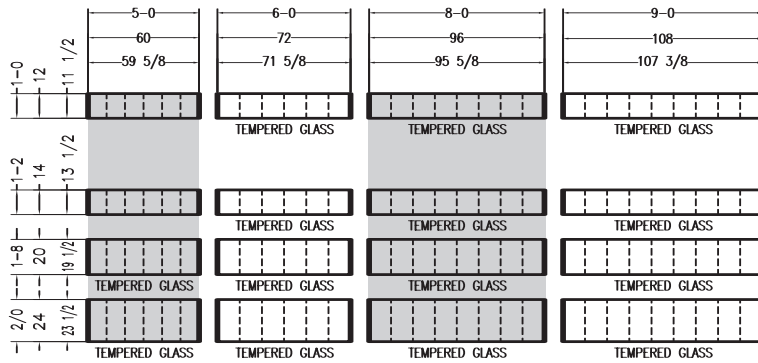 5-0 6-0 8-0 9-0
60 72 96 108
59 5/8 71 5/8 95 5/8 107 3/8
1-0 12 11 1/2
TEMPERED GLASS TEMPERED GLASS TEMPERED GLASS
1-2 14 13 1/2
TEMPERED GLASS TEMPERED GLASS TEMPERED GLASS
1-8 20 19 1/2
TEMPERED GLASS TEMPERED GLASS TEMPERED GLASS TEMPERED GLASS
2/0 24 23 1/2
TEMPERED GLASS TEMPERED GLASS TEMPERED GLASS TEMPERED GLASS